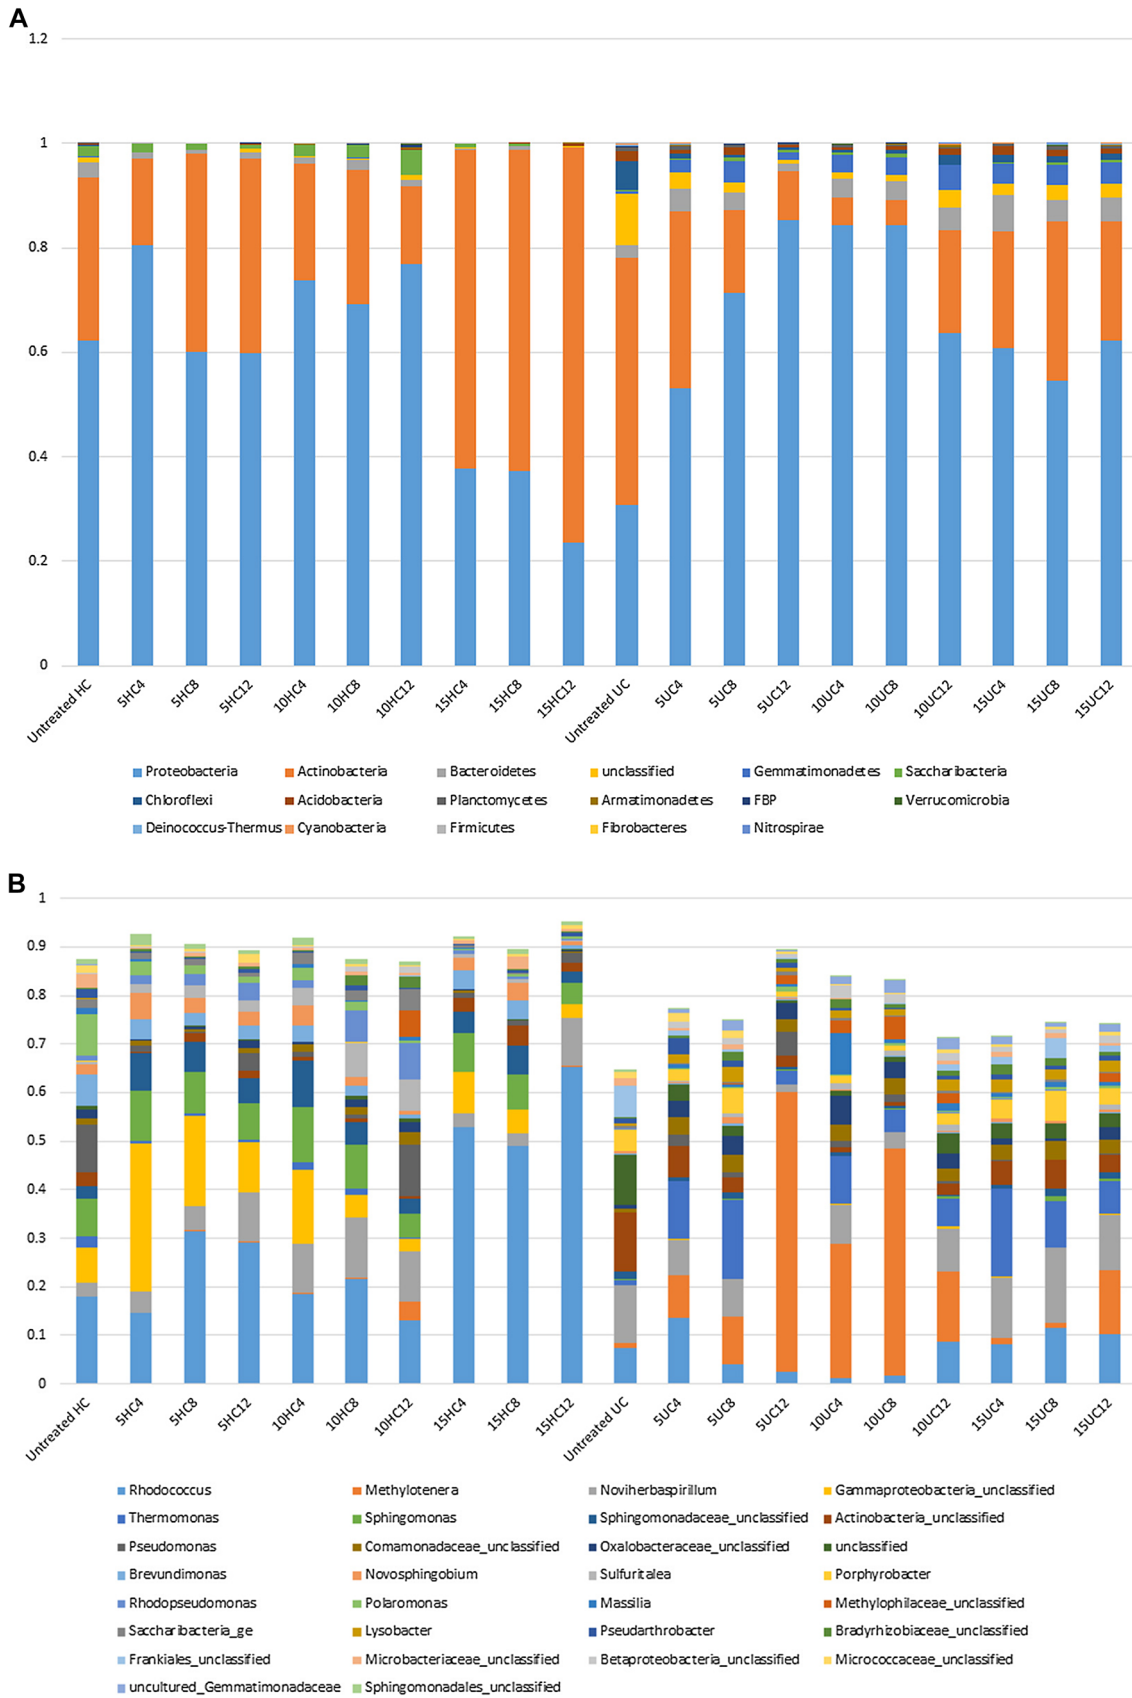 A
1.2
1
0.8
0.6
0.4
0.2
0
Untreated HC 5HC4 5HC8 5HC12 10HC4 10HC8 10HC12 15HC4 15HC8 15HC12 Untreated UC 5UC4 5UC8 5UC12 10UC4 10UC8 10UC12 15UC4 15UC8 15UC12
Proteobacteria Actinobacteria Bacteroidetes unclassified Gemmatimonadetes Saccharibacteria
Chloroflexi Acidobacteria Planctomycetes Armatimonadetes FBP Verrucomicrobia
Deinococcus-Thermus Cyanobacteria Firmicutes Fibrobacteres Nitrospirae
B
1
0.9
0.8
0.7
0.6
0.5
0.4
0.3
0.2
0.1
0
Untreated HC 5HC4 5HC8 5HC12 10HC4 10HC8 10HC12 15HC4 15HC8 15HC12 Untreated UC 5UC4 5UC8 5UC12 10UC4 10UC8 10UC12 15UC4 15UC8 15UC12
Rhodococcus Methylotenera Noviherbaspirillum Gammaproteobacteria_unclassified
Thermomonas Sphingomonas Sphingomonadaceae_unclassified Actinobacteria_unclassified
Pseudomonas Comamonadaceae_unclassified Oxalobacteraceae_unclassified unclassified
Brevundimonas Novosphingobium Sulfuritalea Porphyrobacter
Rhodopseudomonas Polaromonas Massilia Methylophilaceae_unclassified
Saccharibacteria_ge Lysobacter Pseudarthrobacter Bradyrhizobiaceae_unclassified
Frankiales_unclassified Microbacteriaceae_unclassified Betaproteobacteria_unclassified Micrococcaceae_unclassified
uncultured_Gemmatimonadaceae Sphingomonadales_unclassified